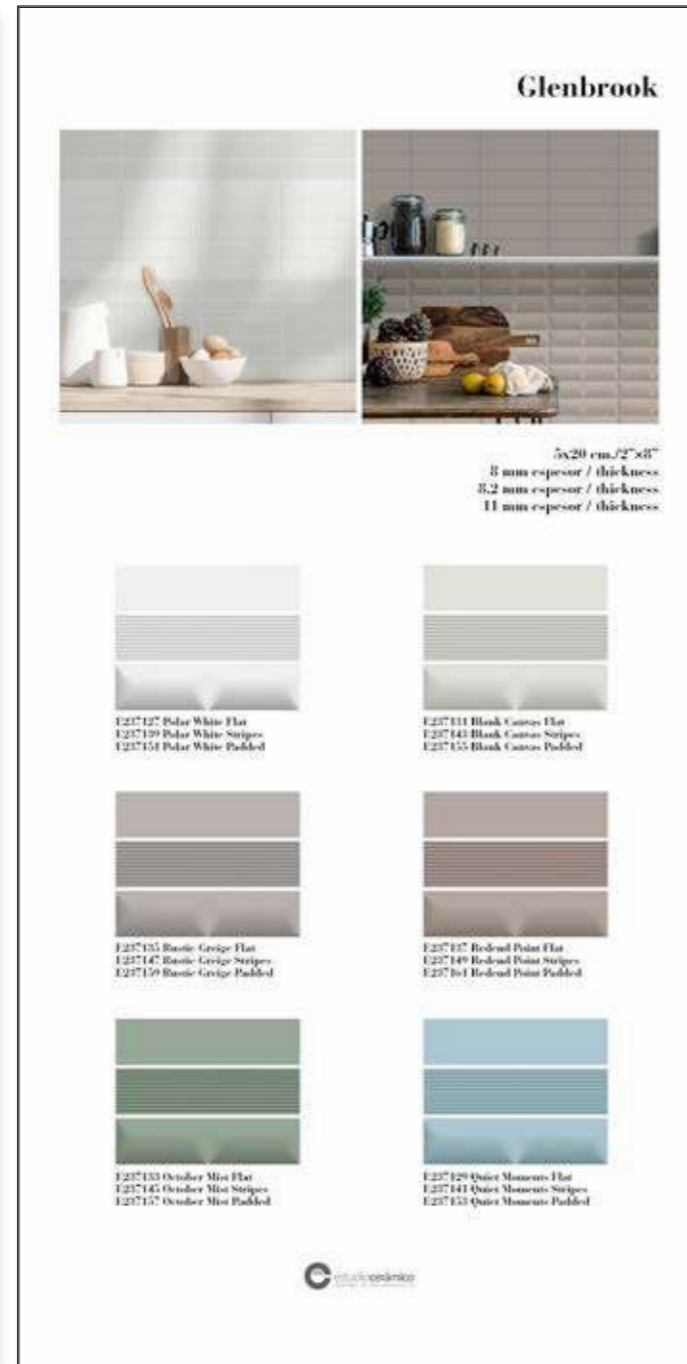 Glenbrook
5x20 cm./2"x8"
8 mm espesor / thickness
8.2 mm espesor / thickness
11 mm espesor / thickness
E237127 Polar White Flat
E237139 Polar White Stripes
E237151 Polar White Padded
E237131 Blank Canvas Flat
E237143 Blank Canvas Stripes
E237155 Blank Canvas Padded
E237135 Rustic Greige Flat
E237147 Rustic Greige Stripes
E237159 Rustic Greige Padded
E237137 Redend Point Flat
E237149 Redend Point Stripes
E237161 Redend Point Padded
E237133 October Mist Flat
E237145 October Mist Stripes
E237157 October Mist Padded
E237129 Quiet Moments Flat
E237141 Quiet Moments Stripes
E237153 Quiet Moments Padded
estudiocerámico